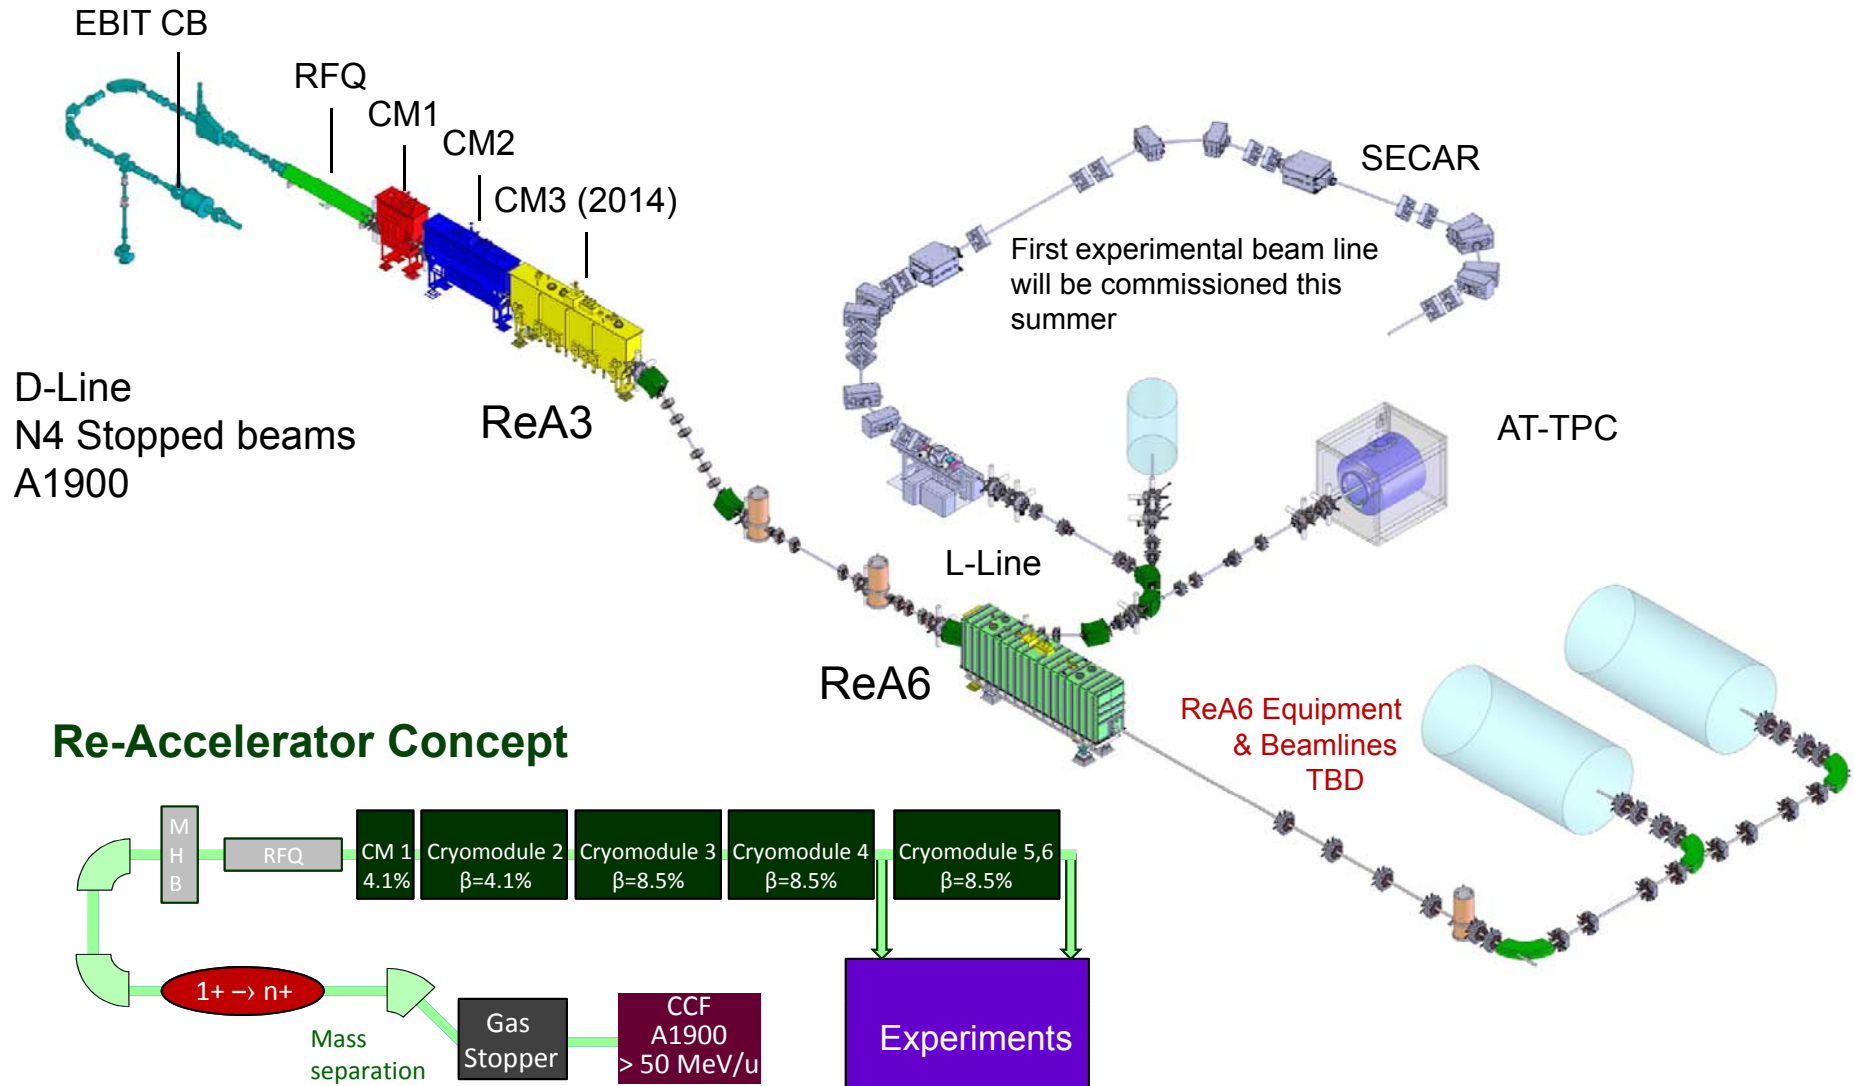 EBIT CB
RFQ
CM1
CM2
CM3 (2014)
SECAR
First experimental beam line
will be commissioned this
summer
D-Line
N4 Stopped beams
A1900
ReA3
AT-TPC
L-Line
ReA6
ReA6 Equipment
& Beamlines
TBD
Re-Accelerator Concept
M
H
B
RFQ
CM 1
4.1%
Cryomodule 2
β=4.1%
Cryomodule 3
β=8.5%
Cryomodule 4
β=8.5%
Cryomodule 5,6
β=8.5%
1+ –› n+
Mass
separation
Gas
Stopper
CCF
A1900
> 50 MeV/u
Experiments